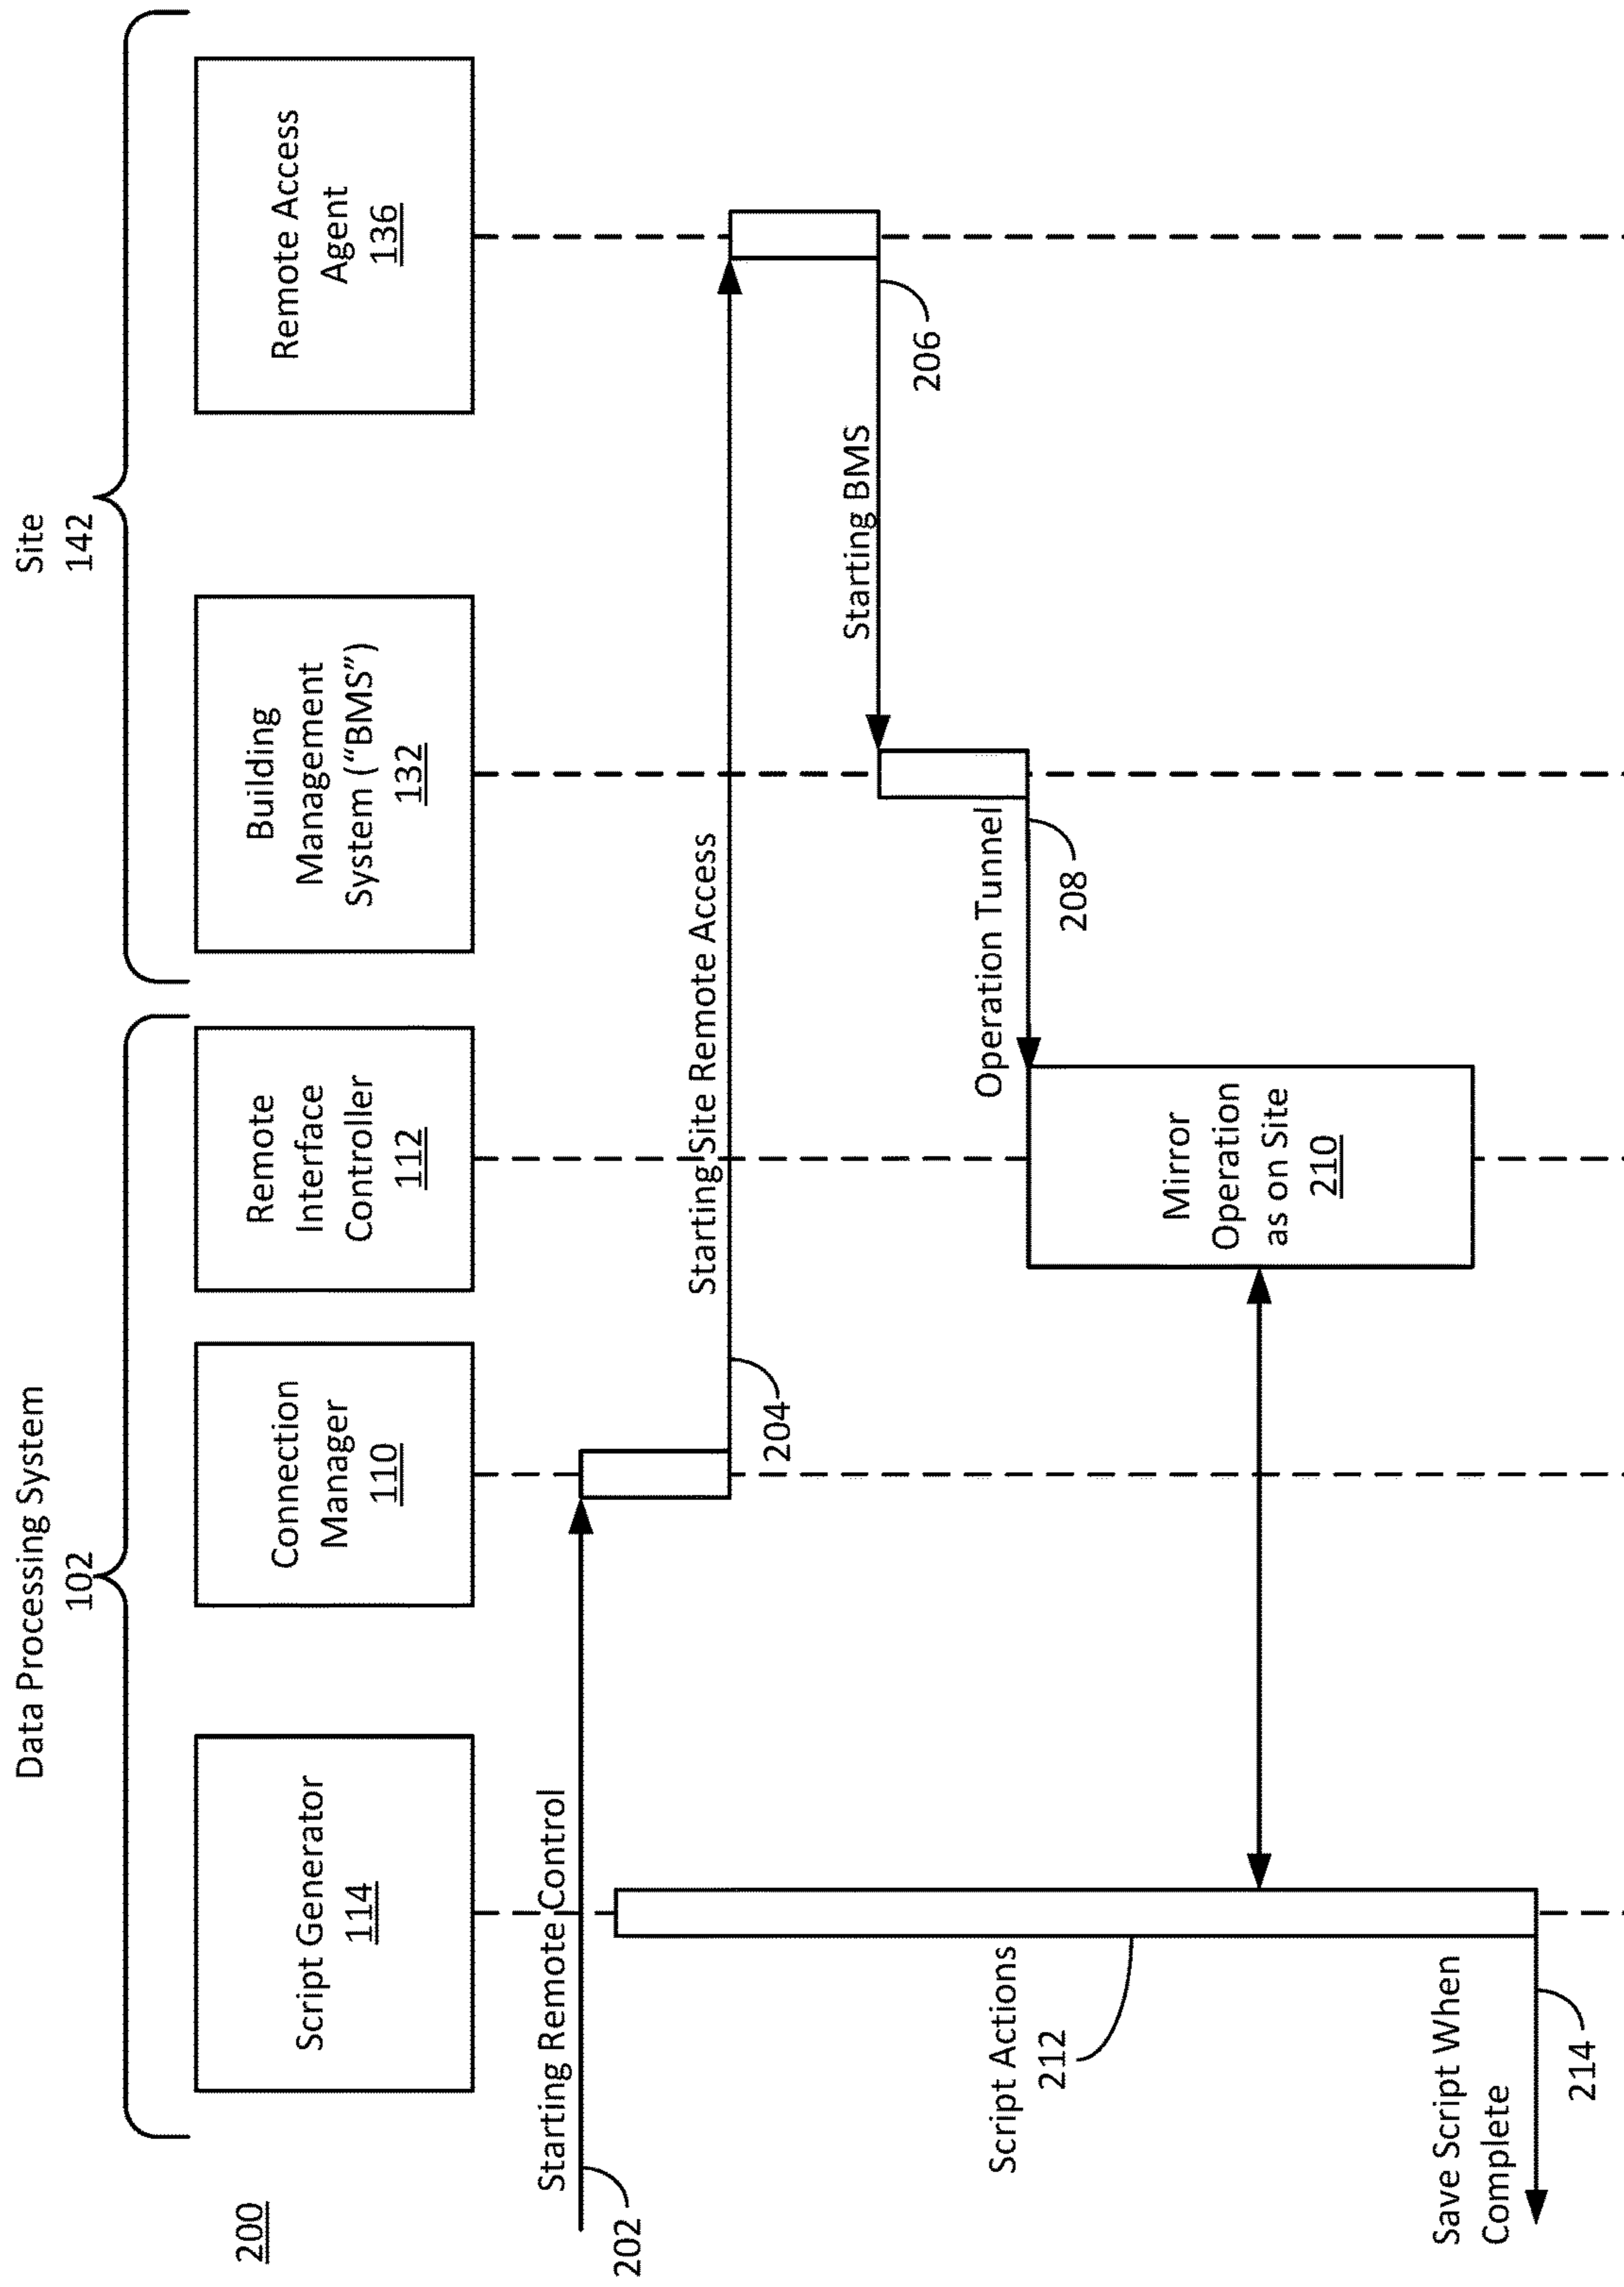 200
Data Processing System
102
Site
142
Script Generator
114
Connection
Manager
110
Remote
Interface
Controller
112
Building
Management
System (“BMS”)
132
Remote Access
Agent
136
Starting Remote Control
202
Starting Site Remote Access
204
Starting BMS
206
Operation Tunnel
208
Mirror
Operation
as on Site
210
Script Actions
212
Save Script When
Complete
214